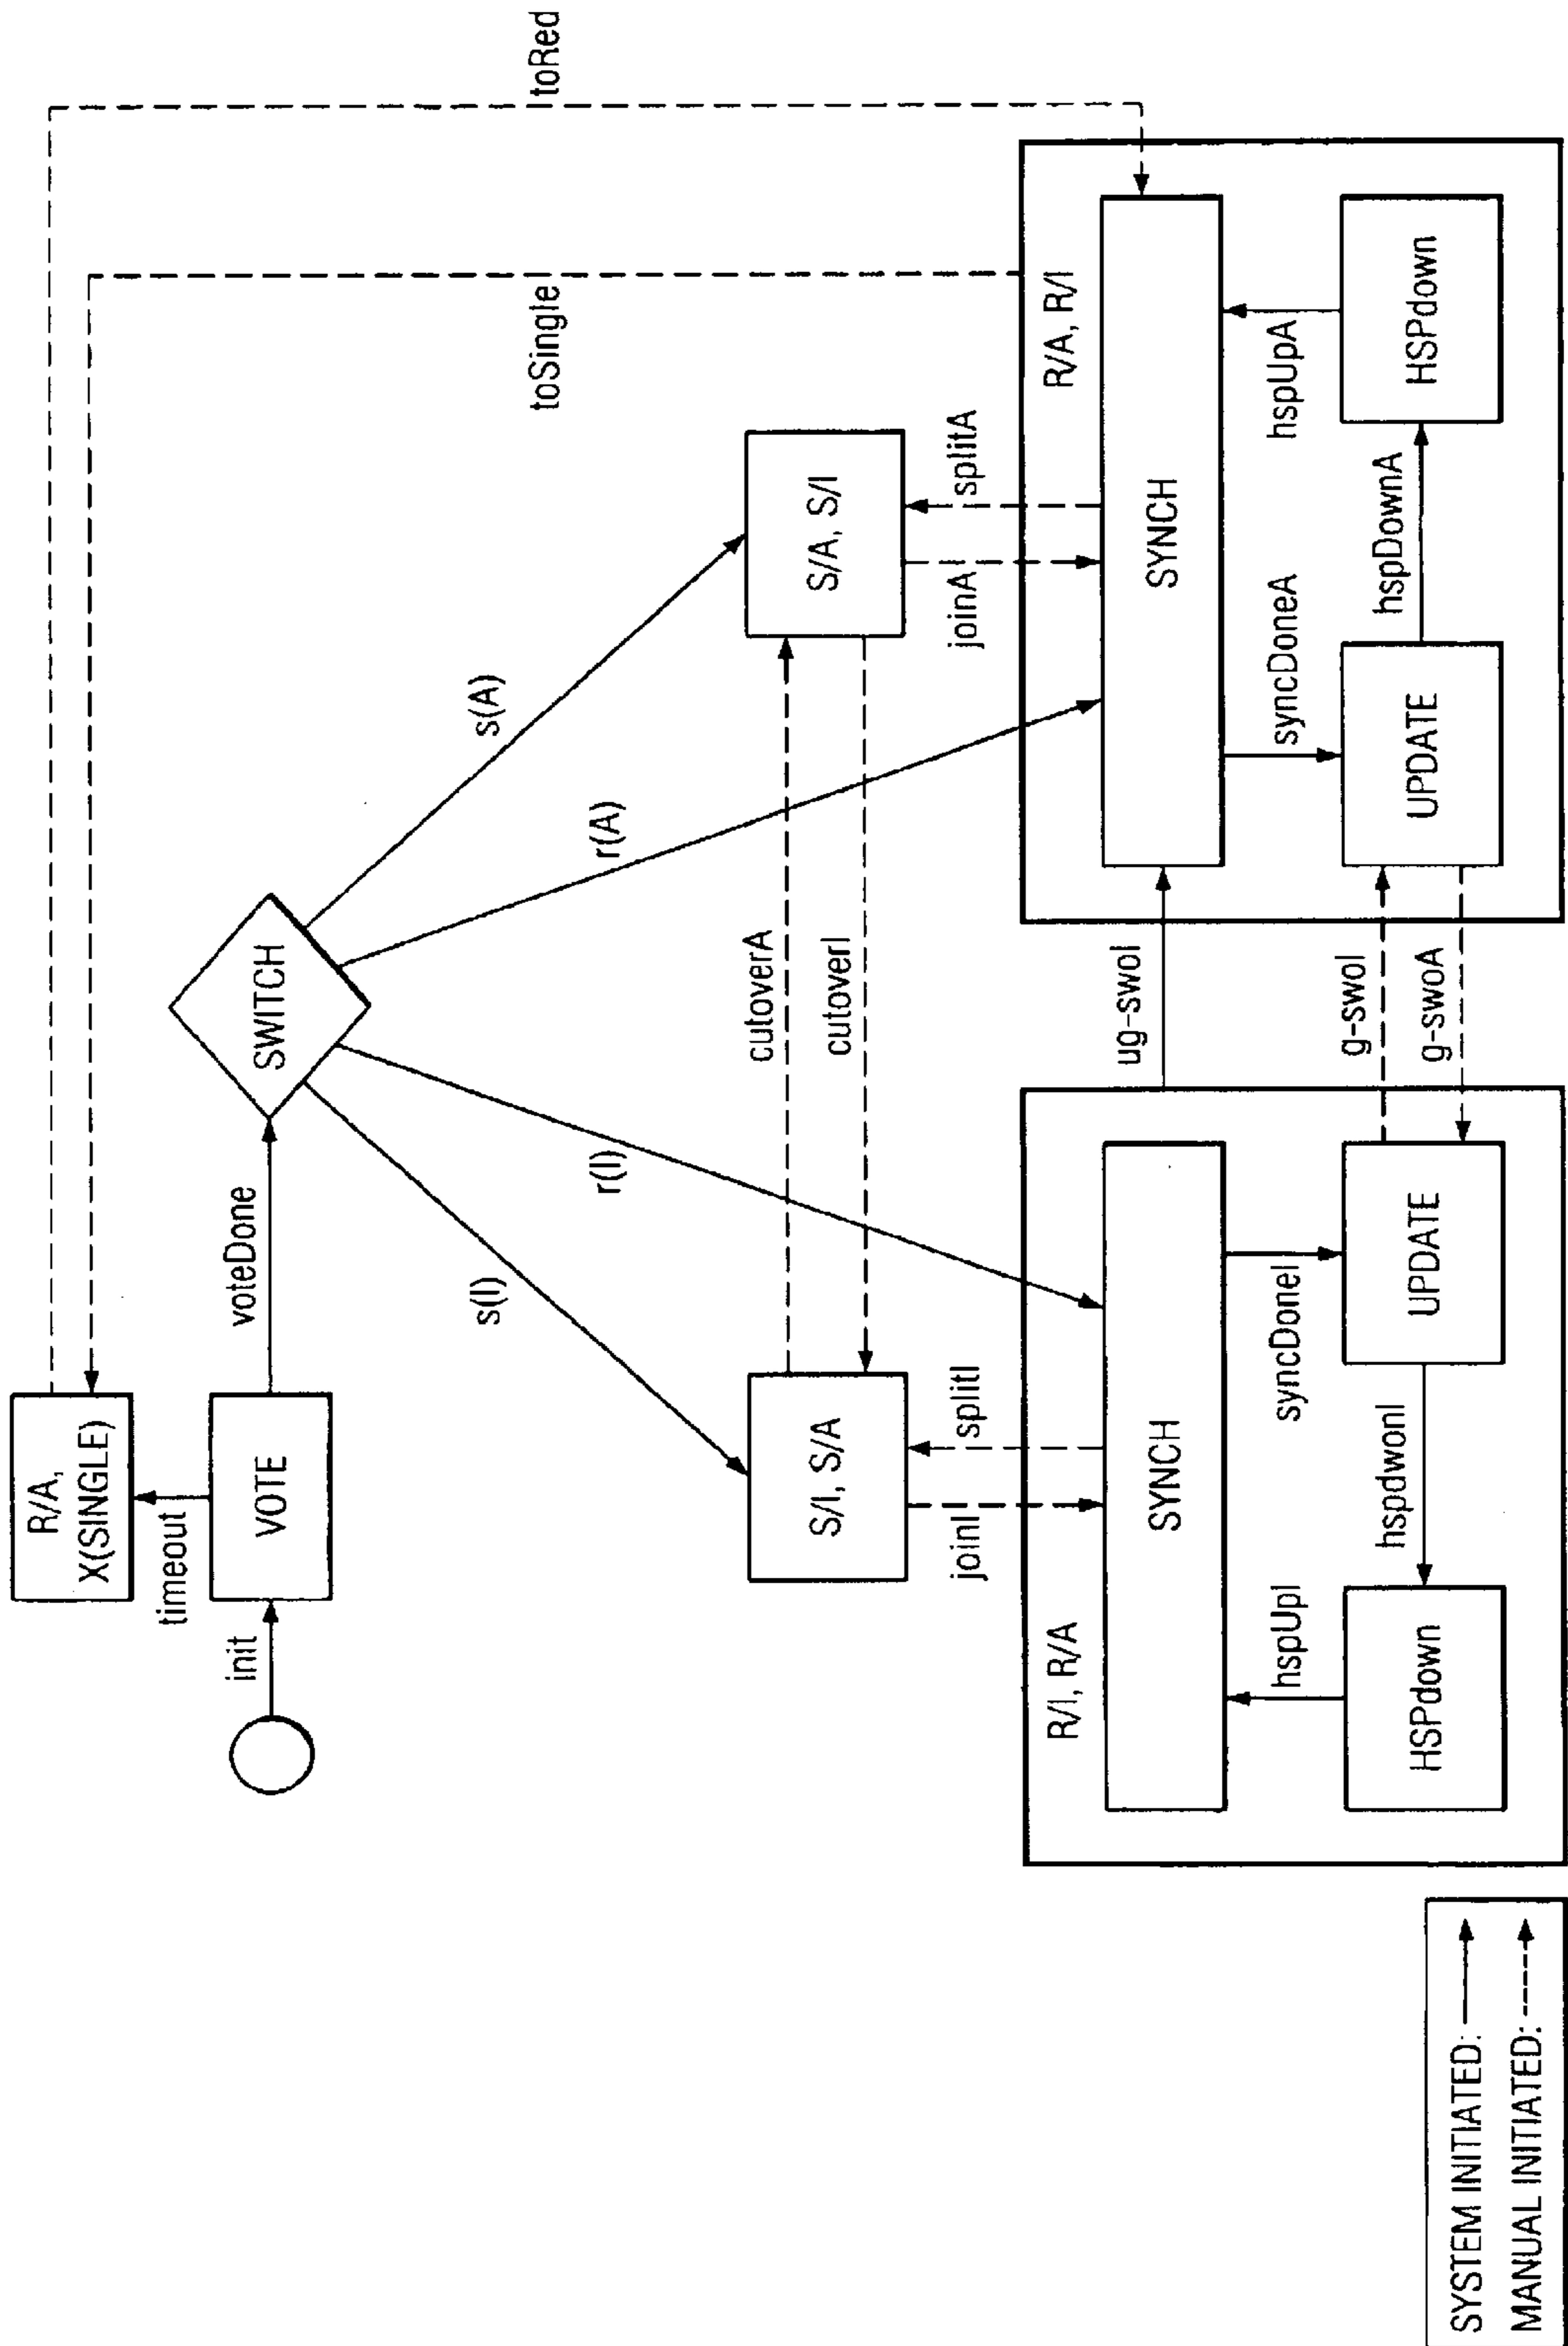 R/A,
X(SINGLE)
timeout
init
VOTE
voteDone
SWITCH
toRed
toSingle
s(I)
r(I)
r(A)
s(A)
S/I, S/A
cutoverA
cutoverI
S/A, S/I
joinI
splitI
joinA
splitA
R/I, R/A
SYNCH
hspUpI
syncDoneI
HSPdown
hspdwonI
UPDATE
ug-swoI
g-swoI
g-swoA
R/A, R/I
SYNCH
syncDoneA
hspUpA
UPDATE
hspDownA
HSPdown
SYSTEM INITIATED:
MANUAL INITIATED: